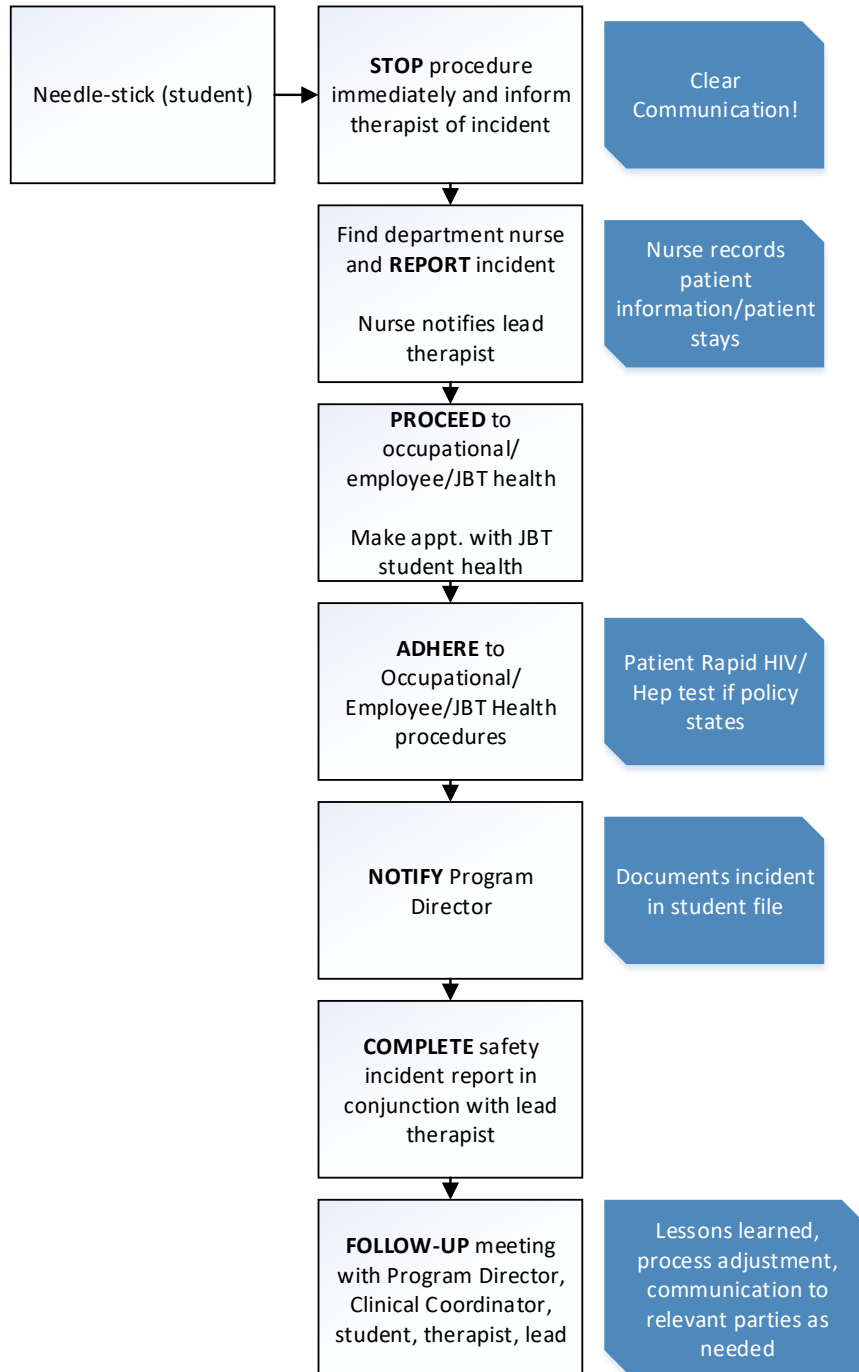 Needle-stick (student)
STOP procedure
immediately and inform
therapist of incident
Clear
Communication!
Find department nurse
and REPORT incident
Nurse notifies lead
therapist
Nurse records
patient
information/patient
stays
PROCEED to
occupational/
employee/JBT health
Make appt. with JBT
student health
ADHERE to
Occupational/
Employee/JBT Health
procedures
Patient Rapid HIV/
Hep test if policy
states
NOTIFY Program
Director
Documents incident
in student file
COMPLETE safety
incident report in
conjunction with lead
therapist
FOLLOW-UP meeting
with Program Director,
Clinical Coordinator,
student, therapist, lead
Lessons learned,
process adjustment,
communication to
relevant parties as
needed